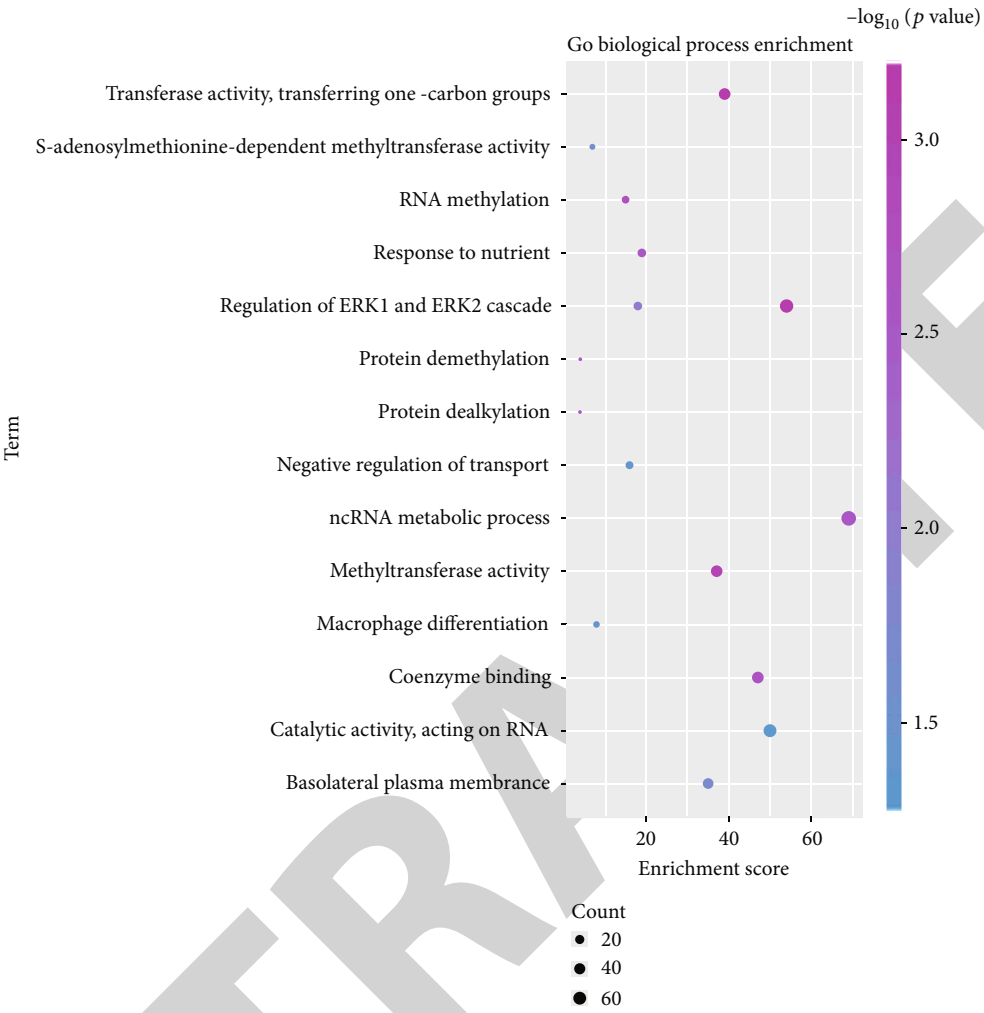 –log10 (p value)
Go biological process enrichment
Transferase activity, transferring one -carbon groups
S-adenosylmethionine-dependent methyltransferase activity
RNA methylation
Response to nutrient
Regulation of ERK1 and ERK2 cascade
Protein demethylation
Protein dealkylation
Negative regulation of transport
ncRNA metabolic process
Methyltransferase activity
Macrophage differentiation
Coenzyme binding
Catalytic activity, acting on RNA
Basolateral plasma membrance
Term
20 40 60
Enrichment score
3.0
2.5
2.0
1.5
Count
20
40
60
TRA